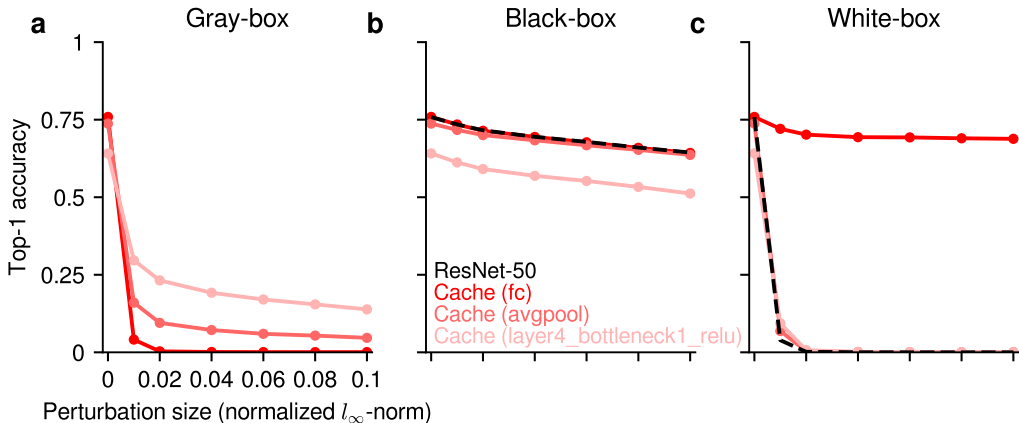 a Gray-box
b Black-box
c White-box
Top-1 accuracy
1
0.75
0.5
0.25
0
0 0.02 0.04 0.06 0.08 0.1
Perturbation size (normalized l∞-norm)
ResNet-50
Cache (fc)
Cache (avgpool)
Cache (layer4_bottleneck1_relu)